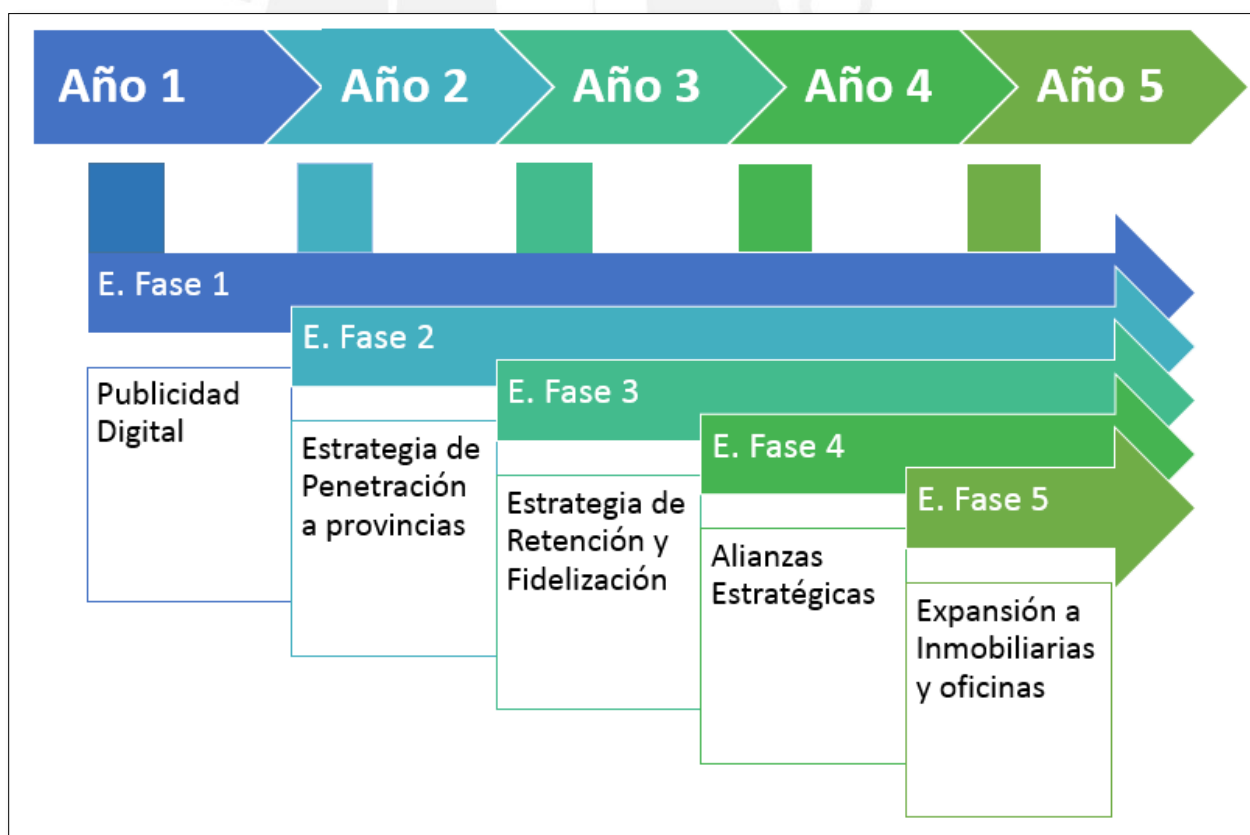 Año 1
Año 2
Año 3
Año 4
Año 5
E. Fase 1
Publicidad
Digital
E. Fase 2
Estrategia de
Penetración
a provincias
E. Fase 3
Estrategia de
Retención y
Fidelización
E. Fase 4
Alianzas
Estratégicas
E. Fase 5
Expansión a
Inmobiliarias
y oficinas